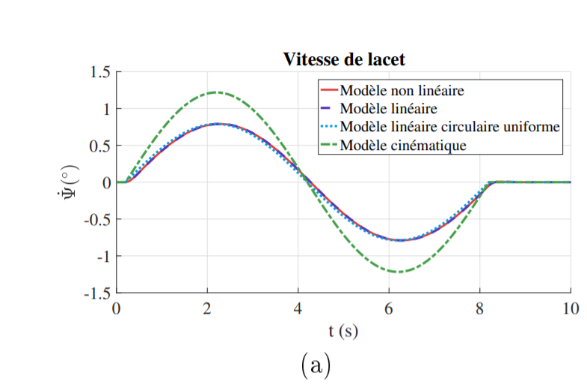 Vitesse de lacet
1.5
1
0.5
0
-0.5
-1
-1.5
Ψ̇(°)
Modèle non linéaire
Modèle linéaire
Modèle linéaire circulaire uniforme
Modèle cinématique
0 2 4 6 8 10
t (s)
(a)